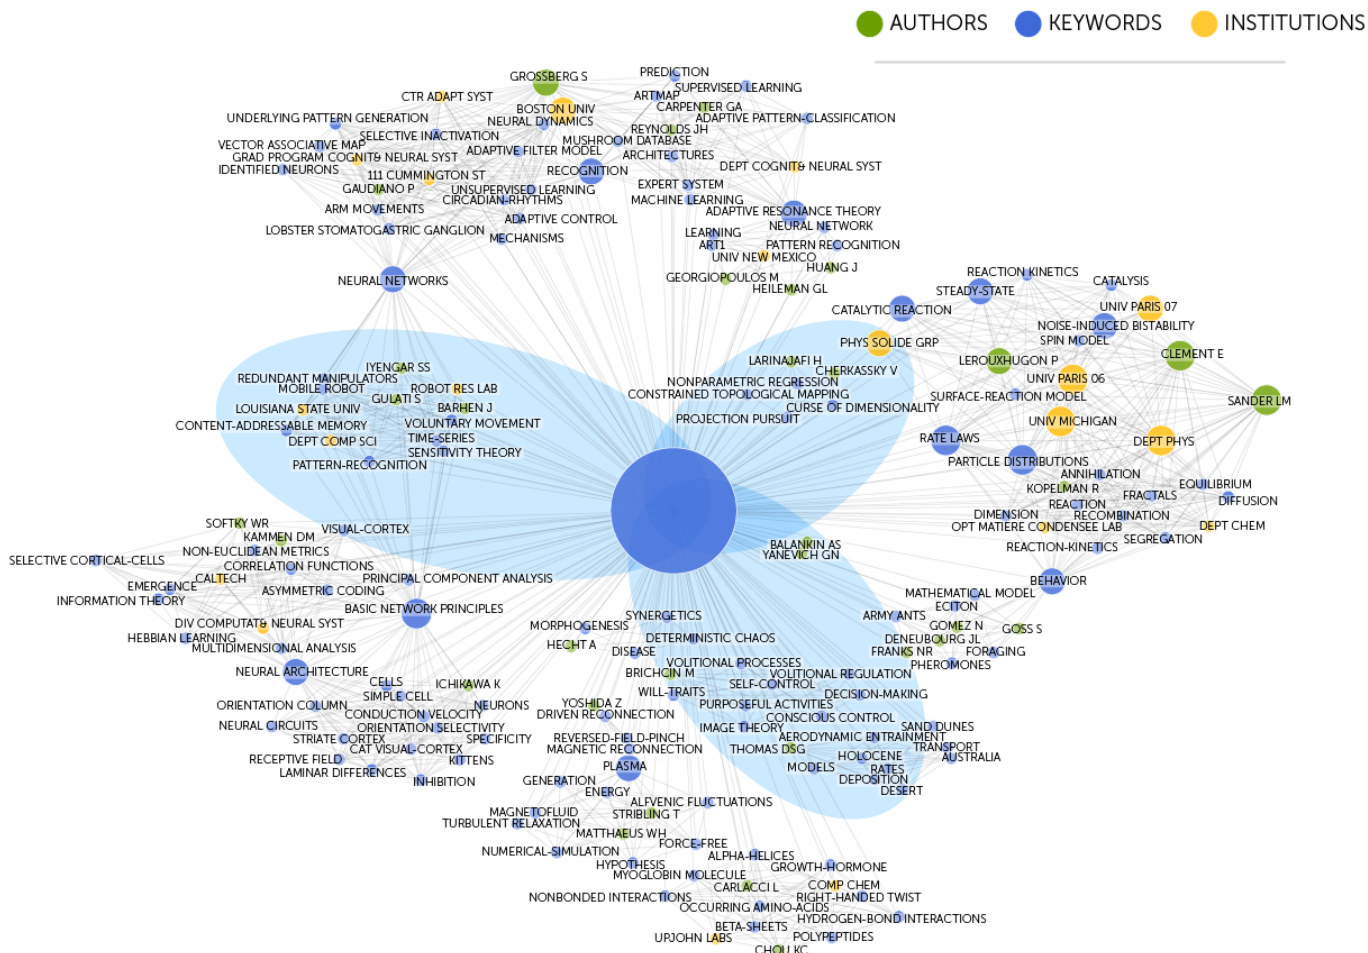 AUTHORS
KEYWORDS
INSTITUTIONS
GROSSBERG S
PREDICTION
SUPERVISED LEARNING
CTR ADAPT SYST
ARTMAP
BOSTON UNIV
CARPENTER GA
UNDERLYING PATTERN GENERATION
NEURAL DYNAMICS
ADAPTIVE PATTERN-CLASSIFICATION
REYNOLDS JH
SELECTIVE INACTIVATION
MUSHROOM DATABASE
VECTOR ASSOCIATIVE MAP
ADAPTIVE FILTER MODEL
ARCHITECTURES
GRAD PROGRAM COGNIT& NEURAL SYST
DEPT COGNIT& NEURAL SYST
IDENTIFIED NEURONS
RECOGNITION
111 CUMMINGTON ST
EXPERT SYSTEM
GAUDIANO P
UNSUPERVISED LEARNING
CIRCADIAN-RHYTHMS
MACHINE LEARNING
ARM MOVEMENTS
ADAPTIVE RESONANCE THEORY
ADAPTIVE CONTROL
NEURAL NETWORK
LOBSTER STOMATOGASTRIC GANGLION
LEARNING
MECHANISMS
ART1
PATTERN RECOGNITION
UNIV NEW MEXICO
HUANG J
NEURAL NETWORKS
GEORGIOPOULOS M
HEILEMAN GL
REACTION KINETICS
CATALYSIS
STEADY-STATE
UNIV PARIS 07
CATALYTIC REACTION
NOISE-INDUCED BISTABILITY
SPIN MODEL
PHYS SOLIDE GRP
CLEMENT E
LARINAJAFI H
LEROUXHUGON P
IYENGAR SS
CHERKASSKY V
REDUNDANT MANIPULATORS
NONPARAMETRIC REGRESSION
UNIV PARIS 06
MOBILE ROBOT
ROBOT RES LAB
CONSTRAINED TOPOLOGICAL MAPPING
SURFACE-REACTION MODEL
GULATI S
SANDER LM
LOUISIANA STATE UNIV
BARHEN J
CURSE OF DIMENSIONALITY
PROJECTION PURSUIT
UNIV MICHIGAN
CONTENT-ADDRESSABLE MEMORY
VOLUNTARY MOVEMENT
DEPT COMP SCI
TIME-SERIES
RATE LAWS
DEPT PHYS
SENSITIVITY THEORY
PATTERN-RECOGNITION
PARTICLE DISTRIBUTIONS
ANNIHILATION
EQUILIBRIUM
KOPELMAN R
FRACTALS
DIFFUSION
REACTION
DIMENSION
RECOMBINATION
SOFTKY WR
OPT MATIERE CONDENSEE LAB
DEPT CHEM
VISUAL-CORTEX
KAMMEN DM
SEGREGATION
BALANKIN AS
NON-EUCLIDEAN METRICS
REACTION-KINETICS
YANEVICH GN
SELECTIVE CORTICAL-CELLS
CORRELATION FUNCTIONS
CALTECH
PRINCIPAL COMPONENT ANALYSIS
BEHAVIOR
EMERGENCE
ASYMMETRIC CODING
MATHEMATICAL MODEL
INFORMATION THEORY
ECITON
BASIC NETWORK PRINCIPLES
SYNERGETICS
ARMY ANTS
DIV COMPUTAT& NEURAL SYST
MORPHOGENESIS
GOMEZ N
GOSS S
HEBBIAN LEARNING
DETERMINISTIC CHAOS
DENEUBOURG JL
MULTIDIMENSIONAL ANALYSIS
HECHT A
DISEASE
FRANKS NR
FORAGING
VOLITIONAL PROCESSES
PHEROMONES
NEURAL ARCHITECTURE
BRICHCIN M
VOLITIONAL REGULATION
CELLS
ICHIKAWA K
SELF-CONTROL
SIMPLE CELL
WILL-TRAITS
DECISION-MAKING
ORIENTATION COLUMN
NEURONS
YOSHIDA Z
PURPOSEFUL ACTIVITIES
CONDUCTION VELOCITY
DRIVEN RECONNECTION
CONSCIOUS CONTROL
NEURAL CIRCUITS
ORIENTATION SELECTIVITY
IMAGE THEORY
SAND DUNES
STRIATE CORTEX
SPECIFICITY
REVERSED-FIELD-PINCH
AERODYNAMIC ENTRAINMENT
CAT VISUAL-CORTEX
MAGNETIC RECONNECTION
THOMAS DSG
TRANSPORT
RECEPTIVE FIELD
KITTENS
HOLOCENE
AUSTRALIA
LAMINAR DIFFERENCES
PLASMA
MODELS
RATES
INHIBITION
GENERATION
DEPOSITION
ENERGY
DESERT
ALFVENIC FLUCTUATIONS
MAGNETOFLUID
STRIBLING T
TURBULENT RELAXATION
MATTHAEUS WH
FORCE-FREE
NUMERICAL-SIMULATION
ALPHA-HELICES
HYPOTHESIS
GROWTH-HORMONE
MYOGLOBIN MOLECULE
CARLACCI L
COMP CHEM
NONBONDED INTERACTIONS
RIGHT-HANDED TWIST
OCCURRING AMINO-ACIDS
HYDROGEN-BOND INTERACTIONS
BETA-SHEETS
UPJOHN LABS
POLYPEPTIDES
CHOU KC